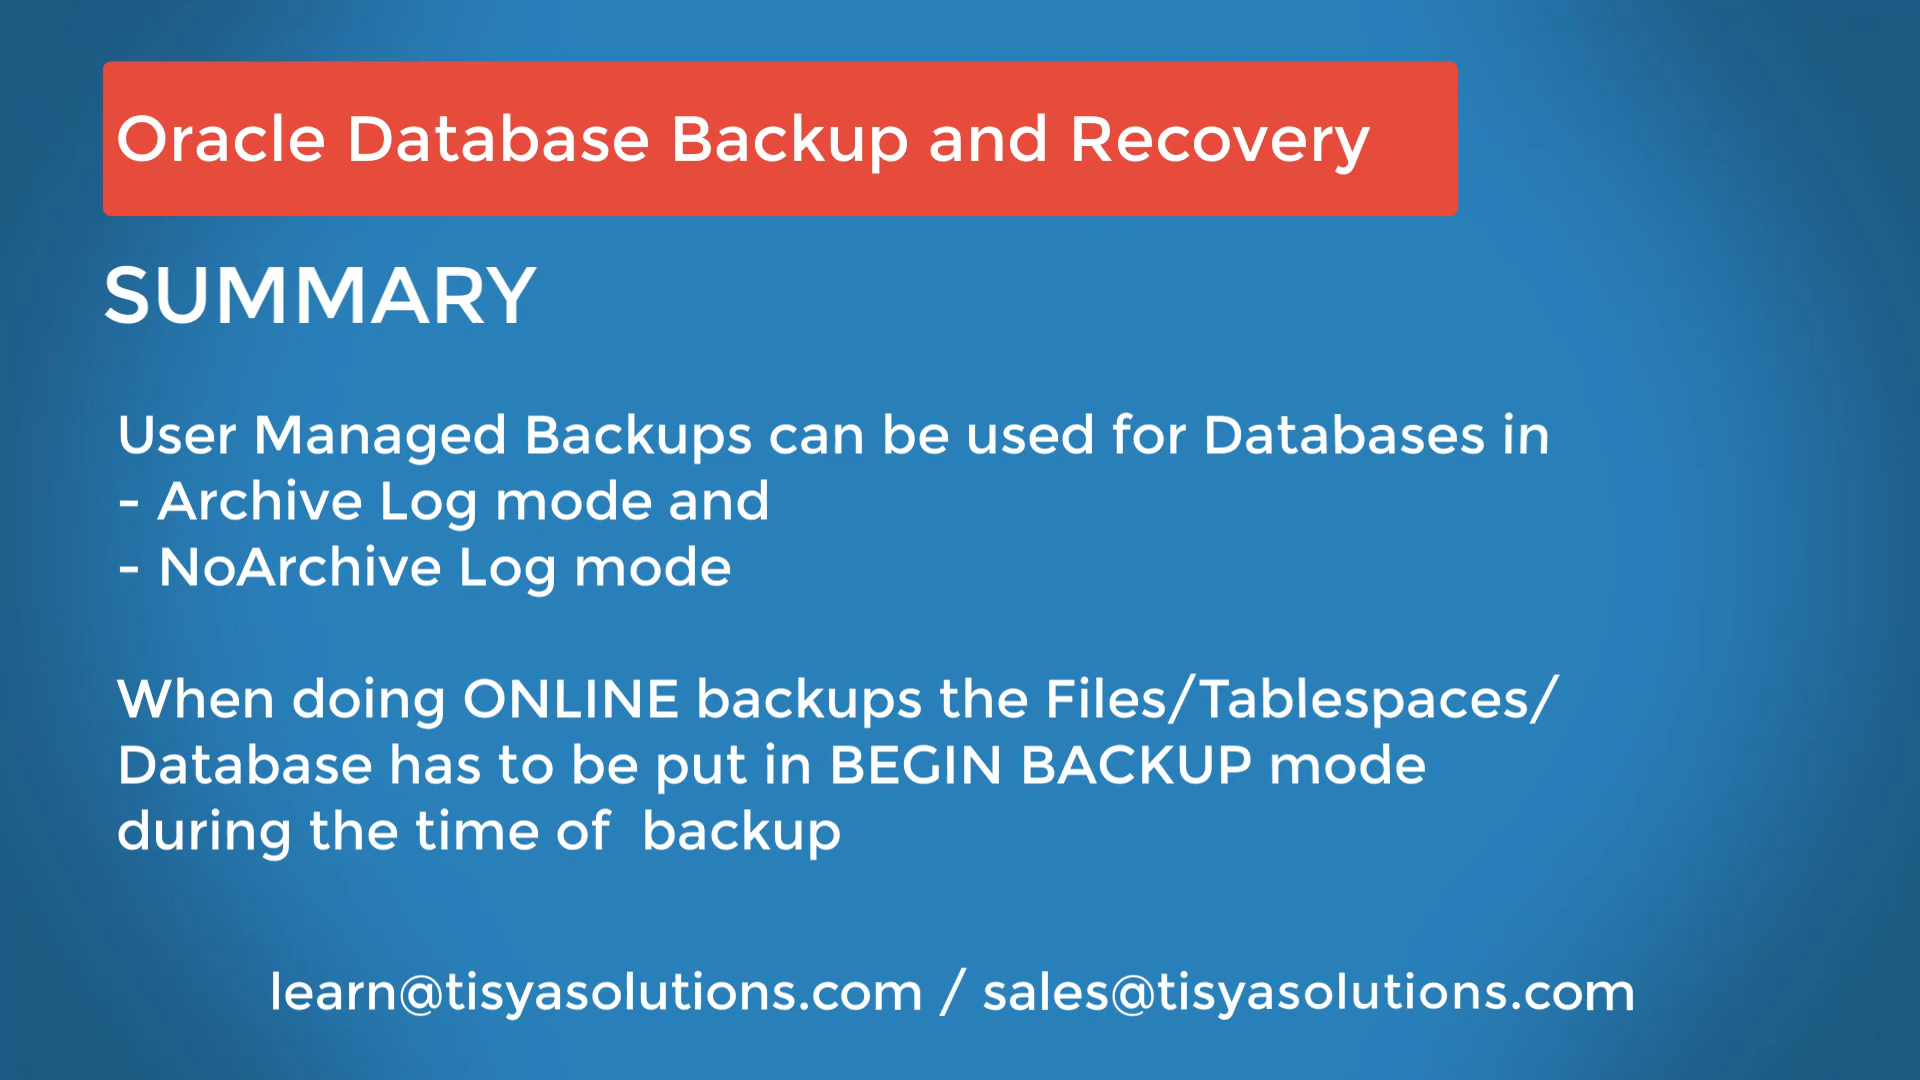 Oracle Database Backup and Recovery
SUMMARY
User Managed Backups can be used for Databases in
- Archive Log mode and
- NoArchive Log mode
When doing ONLINE backups the Files/Tablespaces/
Database has to be put in BEGIN BACKUP mode
during the time of  backup
learn@tisyasolutions.com / sales@tisyasolutions.com